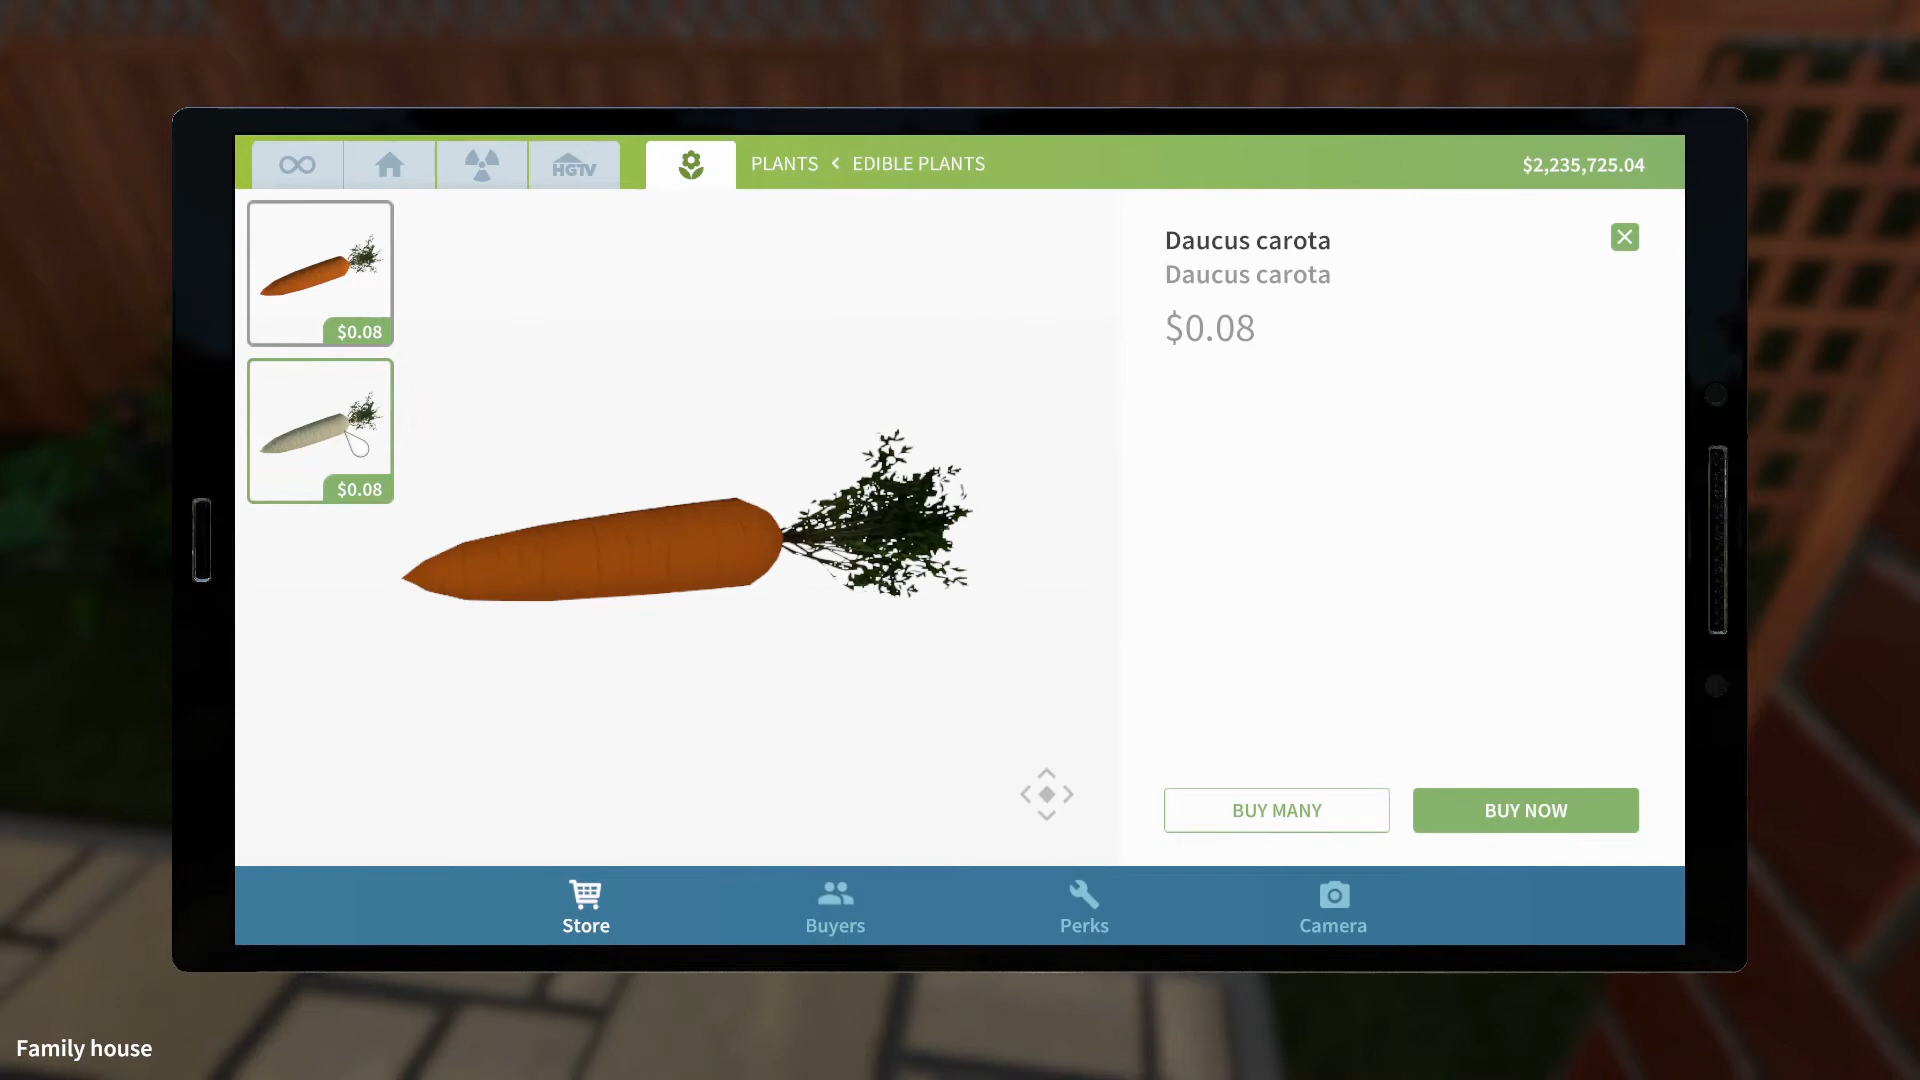 HGTV
PLANTS < EDIBLE PLANTS
$2,235,725.04
$0.08
$0.08
Daucus carota
Daucus carota
$0.08
BUY MANY
BUY NOW
Store
Buyers
Perks
Camera
Family house